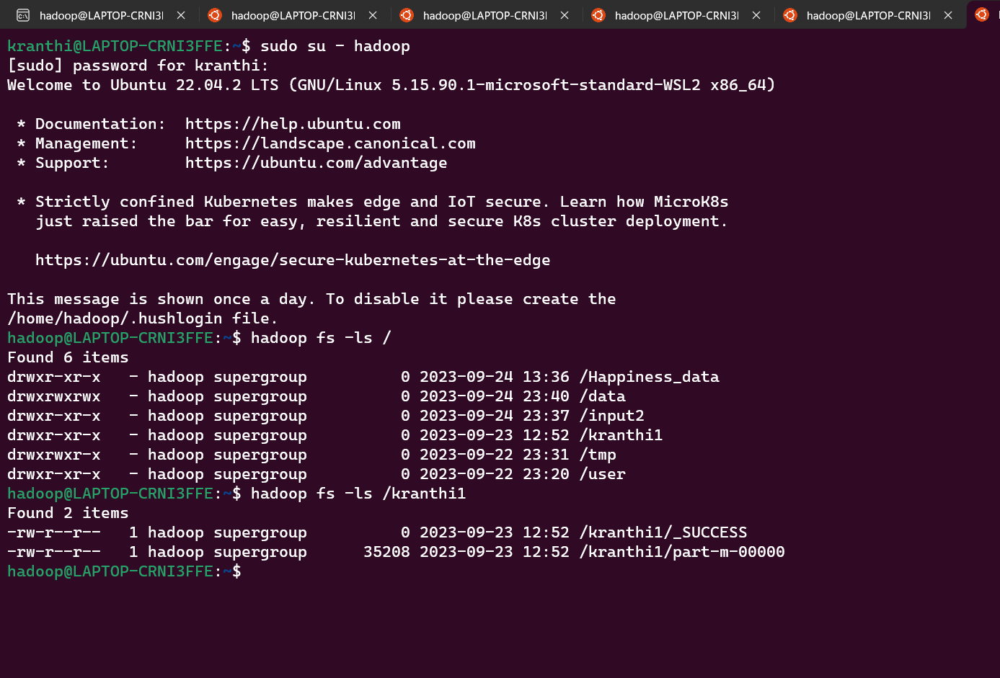 hadoop@LAPTOP-CRNI3 hadoop@LAPTOP-CRNI3 hadoop@LAPTOP-CRNI3 hadoop@LAPTOP-CRNI3 hadoop@LAPTOP-CRNI3
kranthi@LAPTOP-CRNI3FFE:~$ sudo su - hadoop
[sudo] password for kranthi:
Welcome to Ubuntu 22.04.2 LTS (GNU/Linux 5.15.90.1-microsoft-standard-WSL2 x86_64)
 * Documentation:  https://help.ubuntu.com
 * Management:     https://landscape.canonical.com
 * Support:        https://ubuntu.com/advantage
 * Strictly confined Kubernetes makes edge and IoT secure. Learn how MicroK8s
   just raised the bar for easy, resilient and secure K8s cluster deployment.
   https://ubuntu.com/engage/secure-kubernetes-at-the-edge
This message is shown once a day. To disable it please create the
/home/hadoop/.hushlogin file.
hadoop@LAPTOP-CRNI3FFE:~$ hadoop fs -ls /
Found 6 items
drwxr-xr-x   - hadoop supergroup          0 2023-09-24 13:36 /Happiness_data
drwxrwxrwx   - hadoop supergroup          0 2023-09-24 23:40 /data
drwxr-xr-x   - hadoop supergroup          0 2023-09-24 23:37 /input2
drwxr-xr-x   - hadoop supergroup          0 2023-09-23 12:52 /kranthi1
drwxrwxr-x   - hadoop supergroup          0 2023-09-22 23:31 /tmp
drwxr-xr-x   - hadoop supergroup          0 2023-09-22 23:20 /user
hadoop@LAPTOP-CRNI3FFE:~$ hadoop fs -ls /kranthi1
Found 2 items
-rw-r--r--   1 hadoop supergroup          0 2023-09-23 12:52 /kranthi1/_SUCCESS
-rw-r--r--   1 hadoop supergroup      35208 2023-09-23 12:52 /kranthi1/part-m-00000
hadoop@LAPTOP-CRNI3FFE:~$